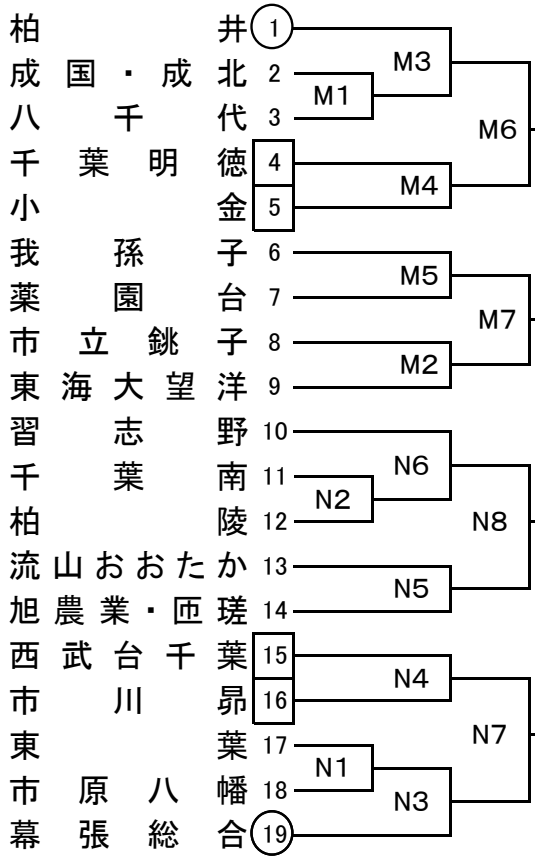 柏井 1
成国・成北 2
八千代 3
千葉明徳 4
小金 5
我孫子 6
薬園台 7
市立銚子 8
東海大望洋 9
習志野 10
千葉南 11
柏陵 12
流山おおたか 13
旭農業・匝瑳 14
西武台千葉 15
市川昴 16
東葉 17
市原八幡 18
幕張総合 19
M3
M1
M6
M4
M5
M7
M2
N6
N2
N8
N5
N4
N7
N1
N3